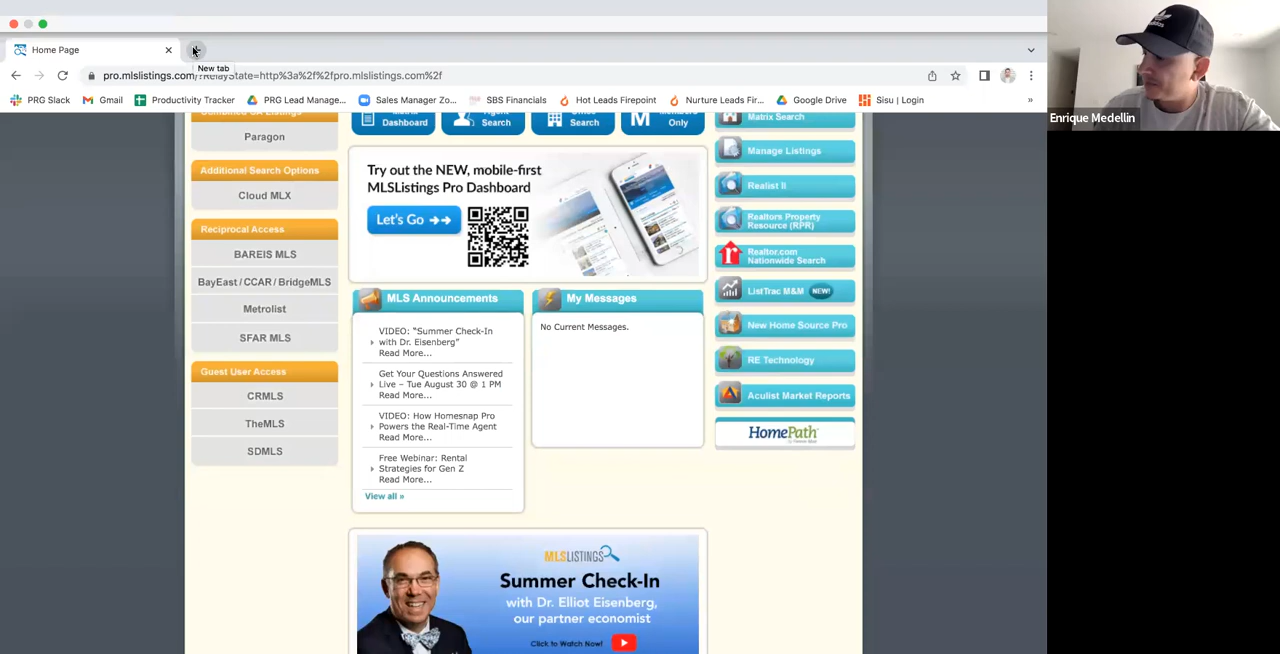 Home Page
New tab
pro.mlslistings.com/?RelayState=http%3a%2f%2fpro.mlslistings.com%2f
PRG Slack
Gmail
Productivity Tracker
PRG Lead Manage...
Sales Manager Zo...
SBS Financials
Hot Leads Firepoint
Nurture Leads Fir...
Google Drive
Sisu | Login
»
Paragon
Additional Search Options
Cloud MLX
Reciprocal Access
BAREIS MLS
BayEast / CCAR / BridgeMLS
Metrolist
SFAR MLS
Guest User Access
CRMLS
TheMLS
SDMLS
Dashboard
Agent
Search
Search
Members
Only
Try out the NEW, mobile-first
MLSListings Pro Dashboard
Let's Go
MLS Announcements
VIDEO: “Summer Check-In
with Dr. Eisenberg”
Read More...
Get Your Questions Answered
Live – Tue August 30 @ 1 PM
Read More...
VIDEO: How Homesnap Pro
Powers the Real-Time Agent
Read More...
Free Webinar: Rental
Strategies for Gen Z
Read More...
View all »
My Messages
No Current Messages.
MLSLISTINGS
Summer Check-In
with Dr. Elliot Eisenberg,
our partner economist
Click to Watch Now!
Matrix Search
Manage Listings
Realist II
Realtors Property
Resource (RPR)
Realtor.com
Nationwide Search
ListTrac M&M NEW!
New Home Source Pro
RE Technology
Aculist Market Reports
HomePath
Enrique Medellin